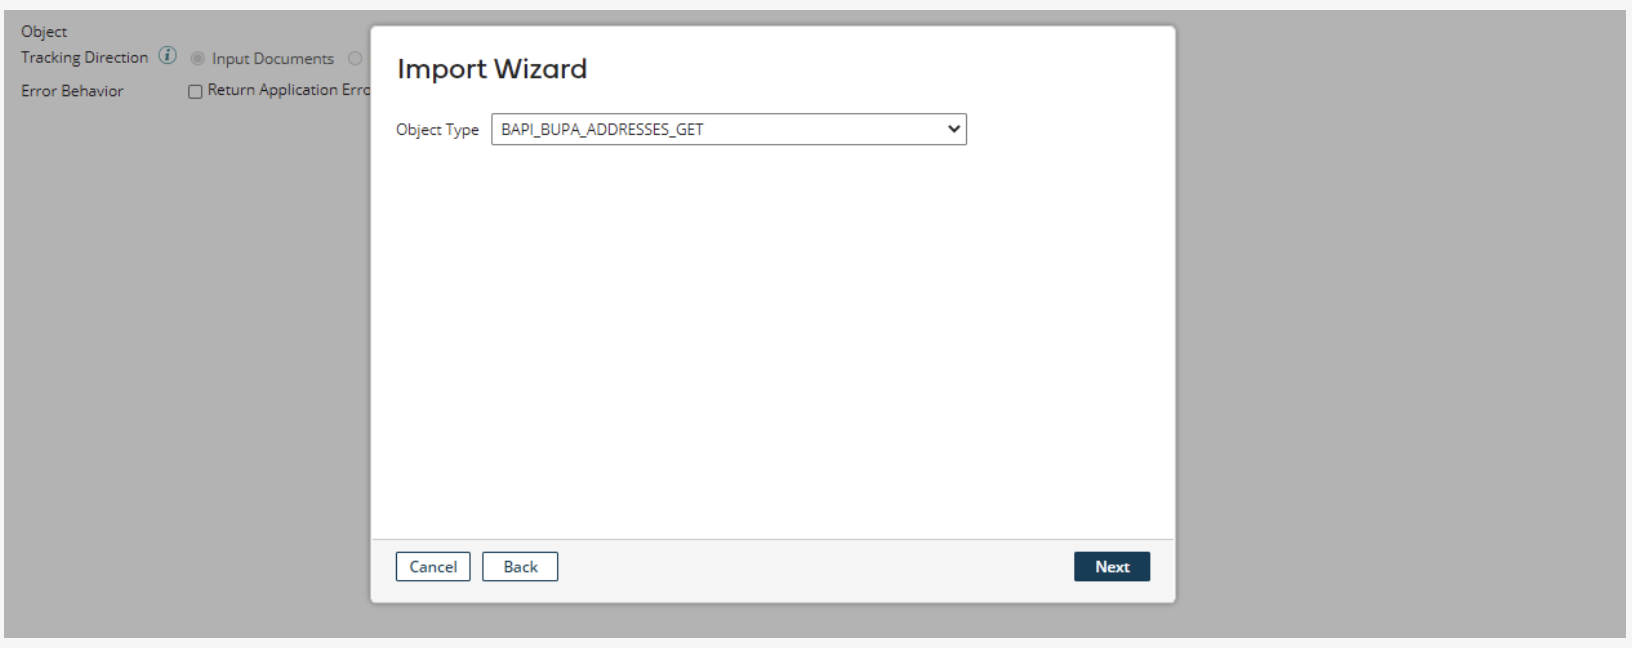 Object
Tracking Direction i Input Documents
Error Behavior Return Application Erro
Import Wizard
Object Type BAPI_BUPA_ADDRESSES_GET
Cancel Back Next